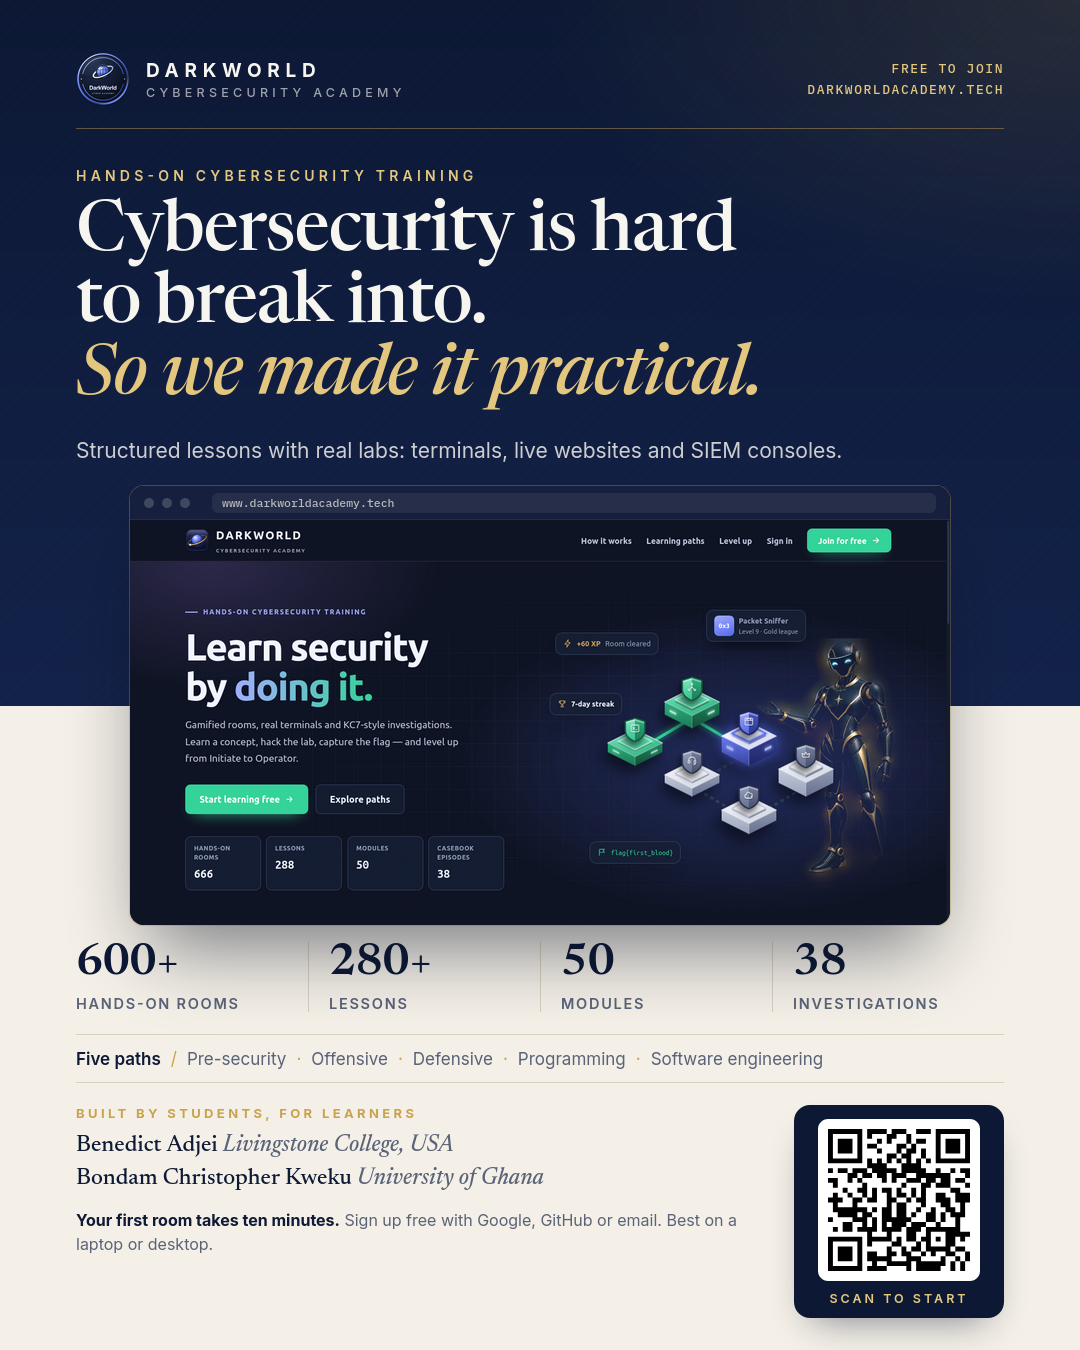 DarkWorld
DARKWORLD
CYBERSECURITY ACADEMY
FREE TO JOIN
DARKWORLDACADEMY.TECH
HANDS-ON CYBERSECURITY TRAINING
Cybersecurity is hard
to break into.
So we made it practical.
Structured lessons with real labs: terminals, live websites and SIEM consoles.
www.darkworldacademy.tech
DARKWORLD
CYBERSECURITY ACADEMY
How it works Learning paths Level up Sign in Join for free →
HANDS-ON CYBERSECURITY TRAINING
Learn security
by doing it.
Gamified rooms, real terminals and KC7-style investigations.
Learn a concept, hack the lab, capture the flag — and level up
from Initiate to Operator.
Start learning free → Explore paths
HANDS-ON
ROOMS
666
LESSONS
288
MODULES
50
CASEBOOK
EPISODES
38
0x3 Packet Sniffer
Level 9 · Gold league
+60 XP Room cleared
7-day streak
flag{first_blood}
600+
HANDS-ON ROOMS
280+
LESSONS
50
MODULES
38
INVESTIGATIONS
Five paths / Pre-security · Offensive · Defensive · Programming · Software engineering
BUILT BY STUDENTS, FOR LEARNERS
Benedict Adjei Livingstone College, USA
Bondam Christopher Kweku University of Ghana
Your first room takes ten minutes. Sign up free with Google, GitHub or email. Best on a
laptop or desktop.
SCAN TO START